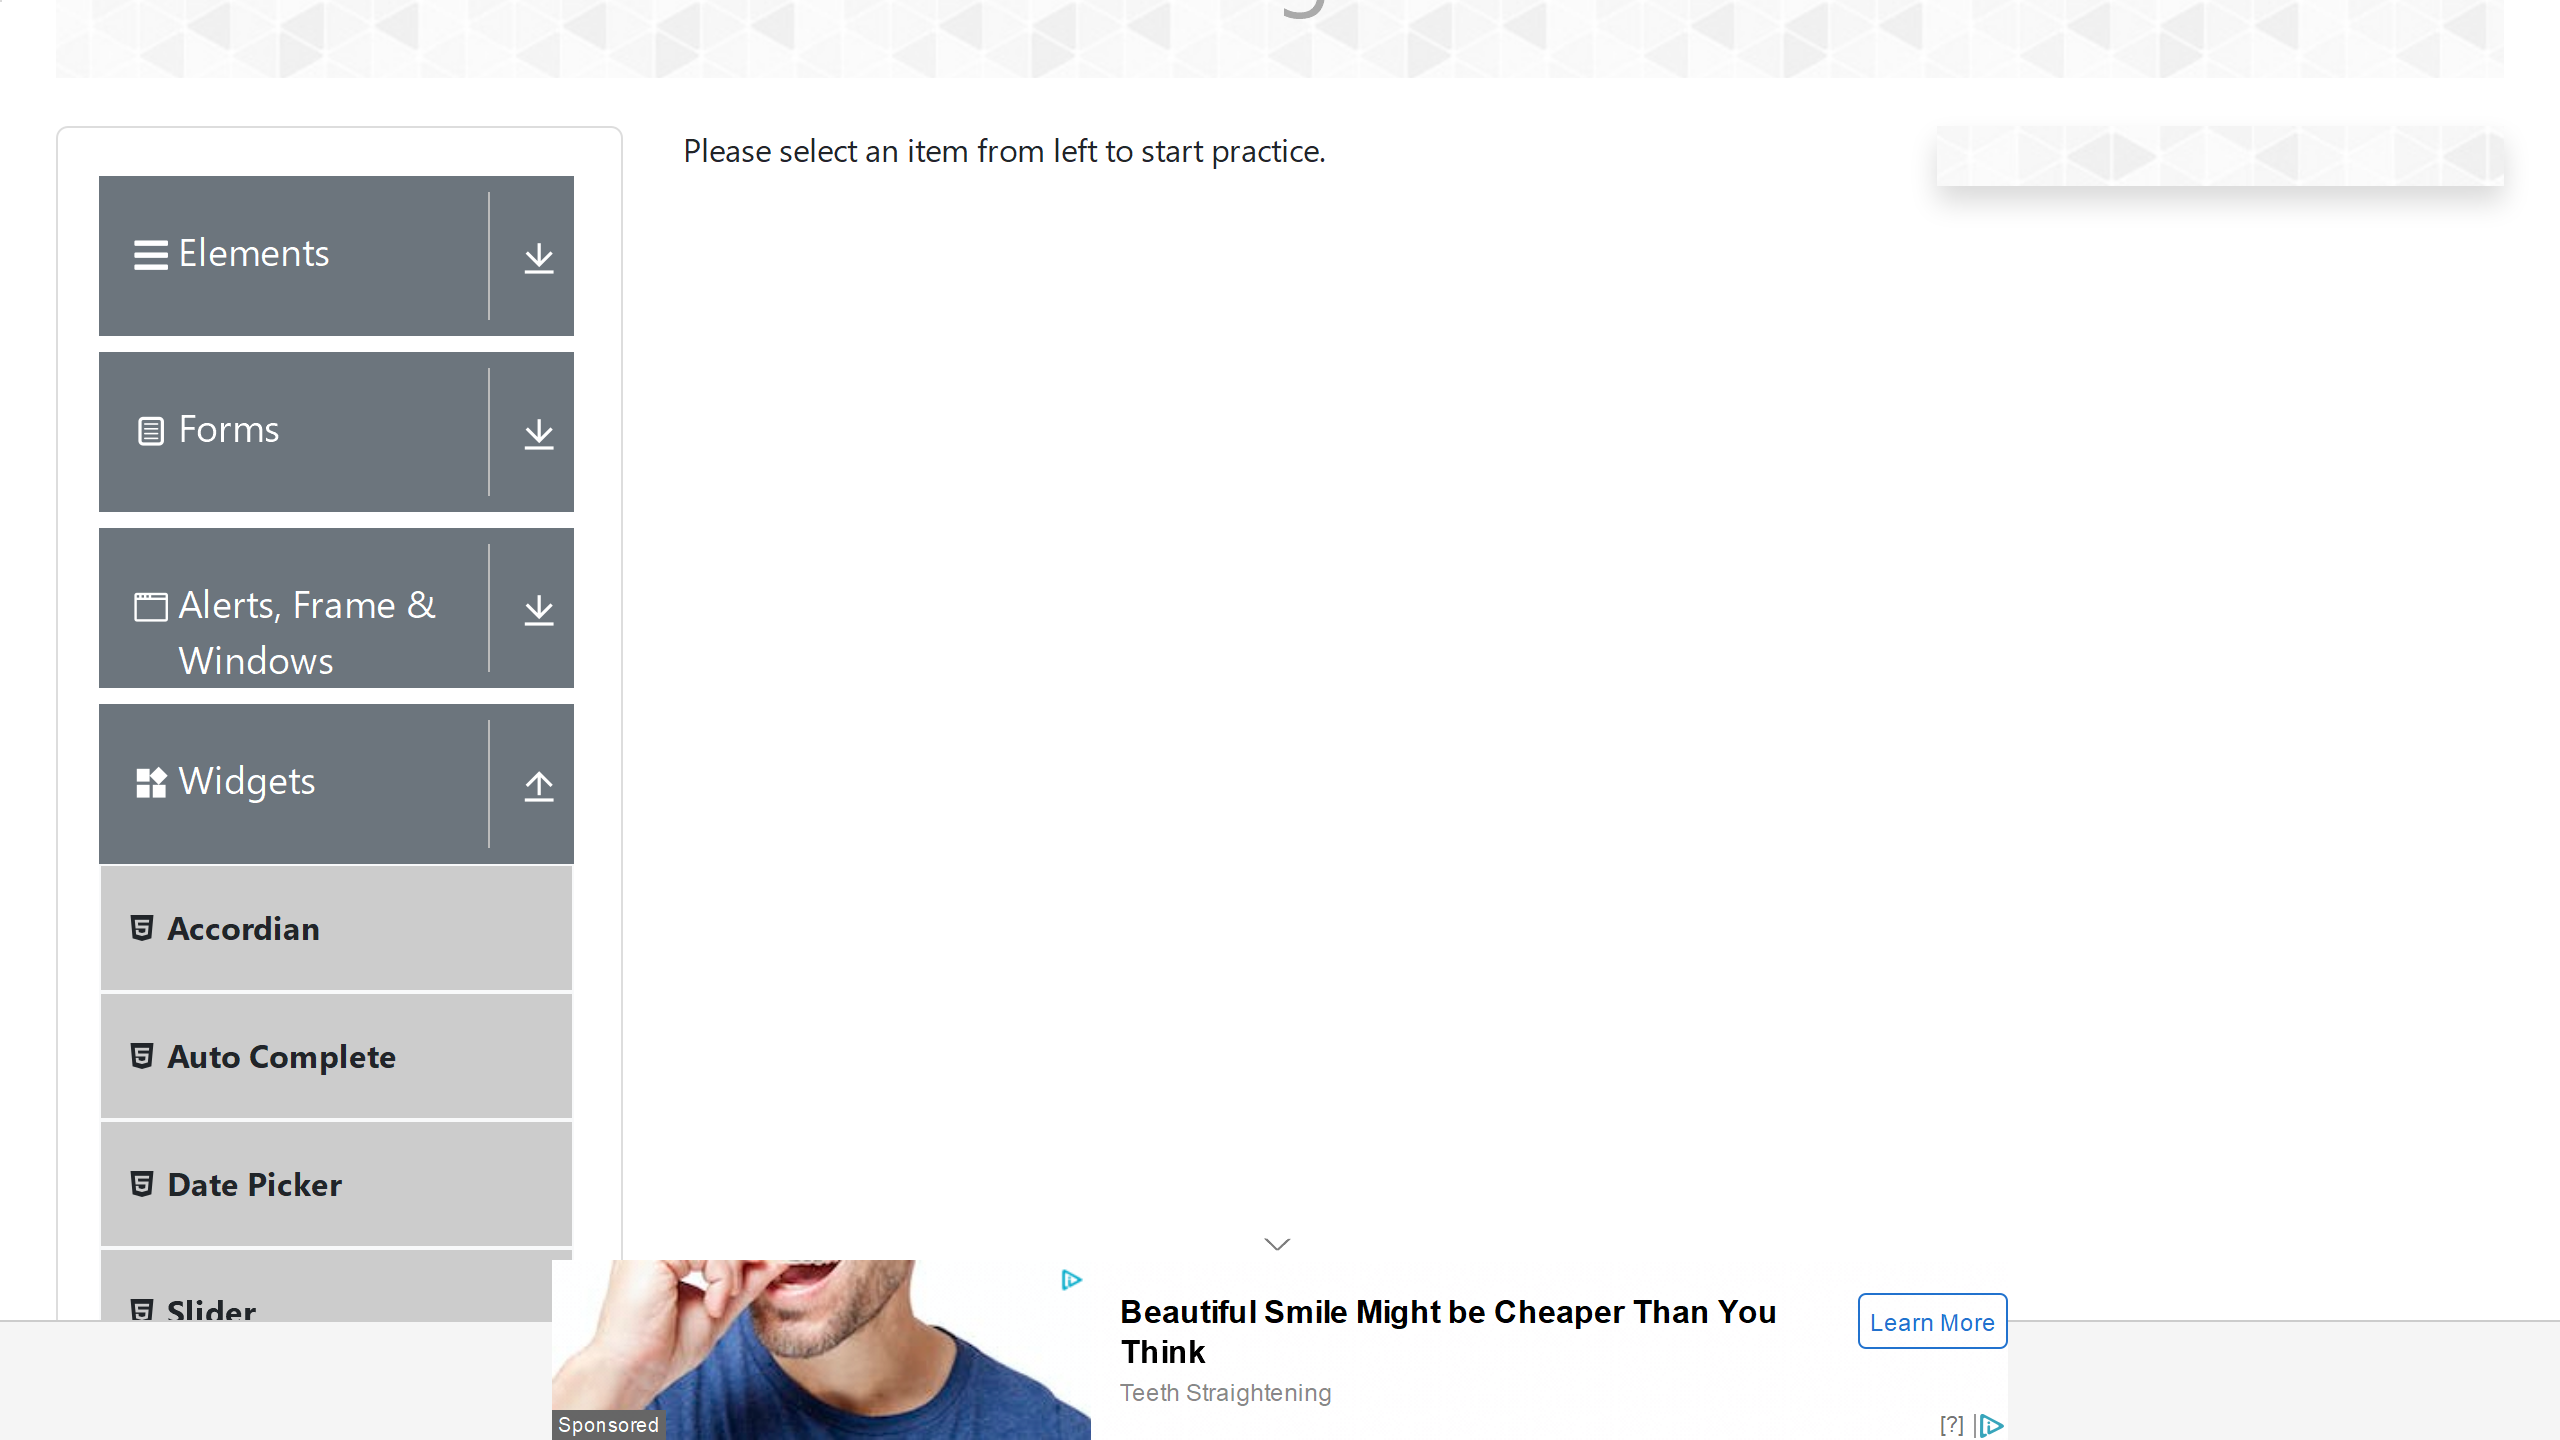 Please select an item from left to start practice.
Elements
Forms
Alerts, Frame &
Windows
Widgets
Accordian
Auto Complete
Date Picker
Slider
Beautiful Smile Might be Cheaper Than You
Think
Teeth Straightening
Learn More
Sponsored
[?]